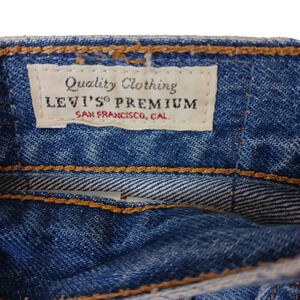 Quality Clothing
LEVI'S® PREMIUM
SAN FRANCISCO, CAL.